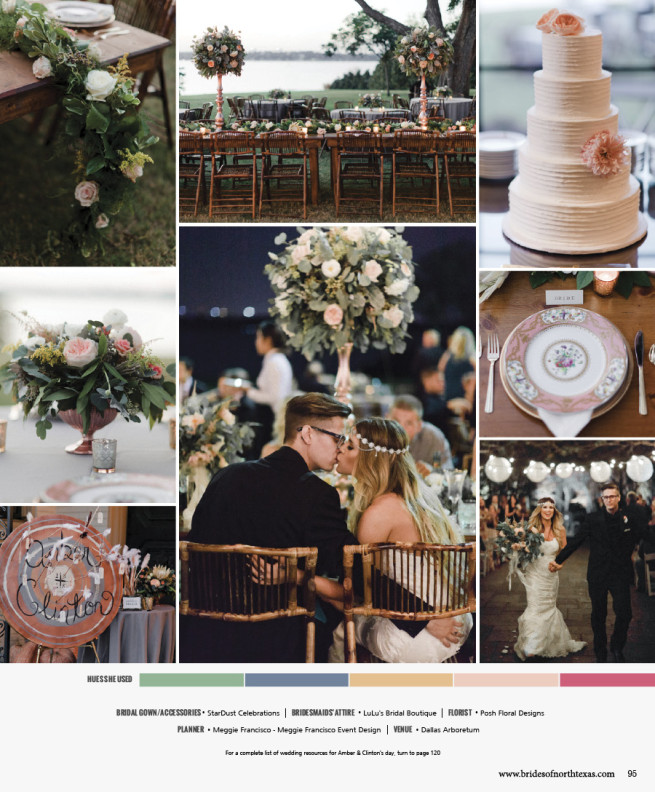 Amber
+
Clinton
HUES SHE USED
BRIDAL GOWN/ACCESSORIES • StarDust Celebrations | BRIDESMAIDS' ATTIRE • LuLu's Bridal Boutique | FLORIST • Posh Floral Designs
PLANNER • Meggie Francisco - Meggie Francisco Event Design | VENUE • Dallas Arboretum
For a complete list of wedding resources for Amber & Clinton's day, turn to page 120
www.bridesofnorthtexas.com 95